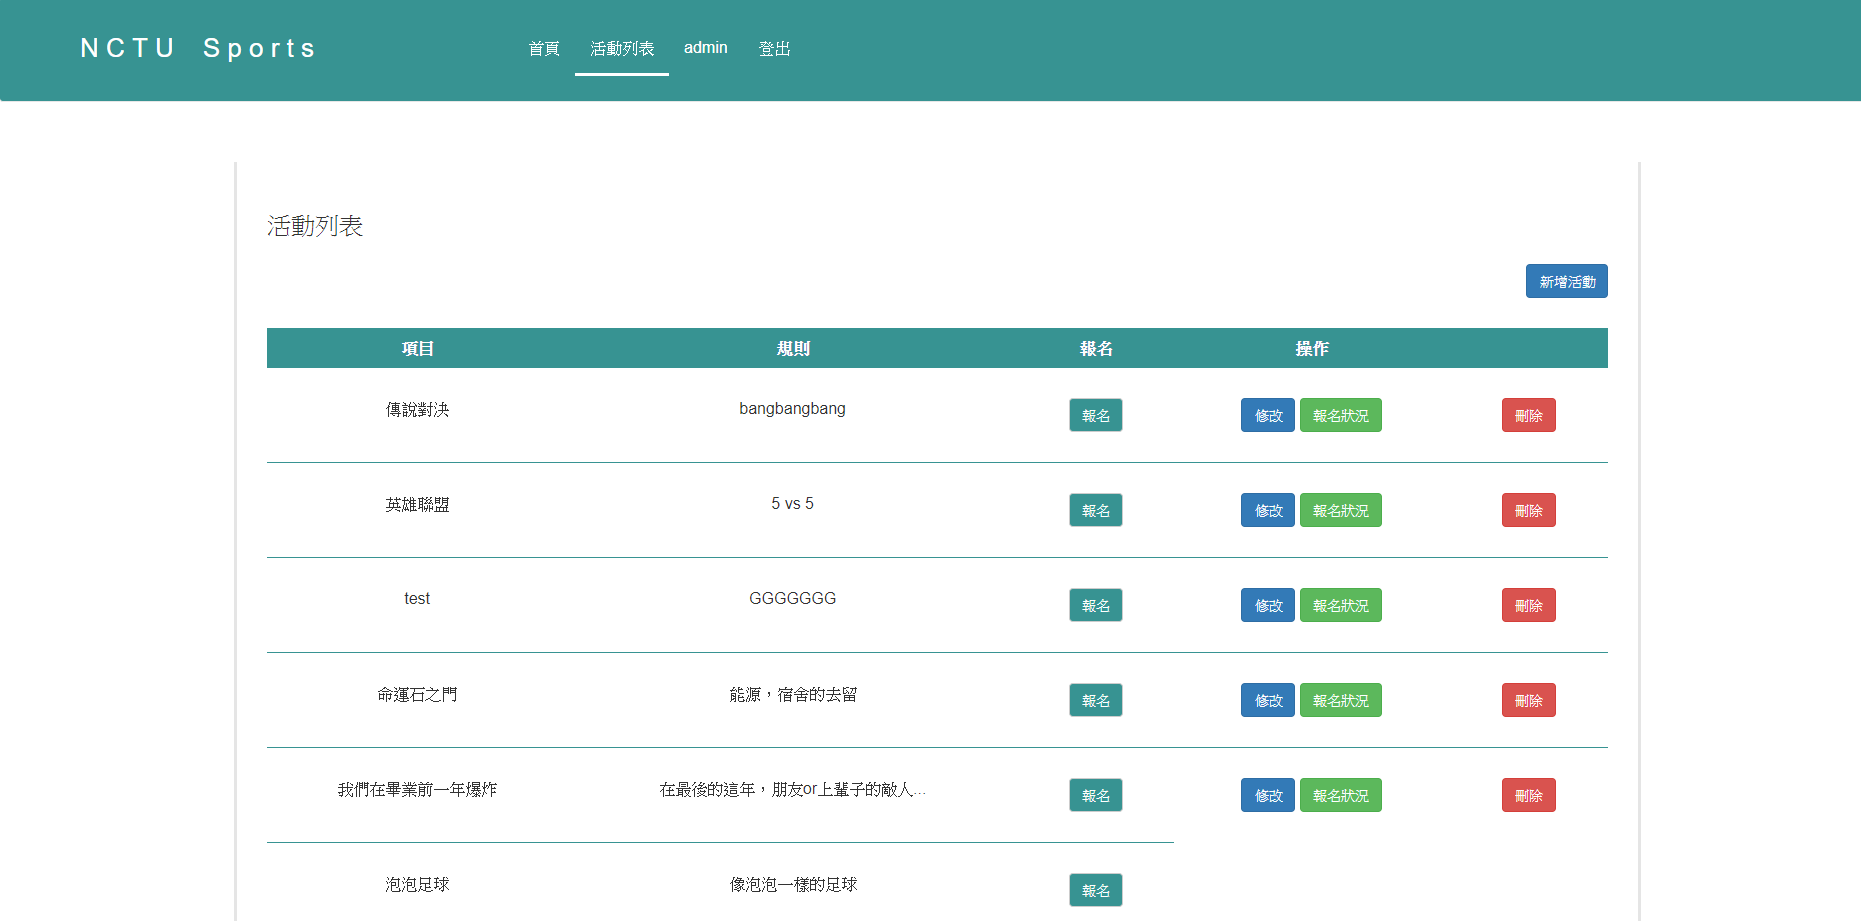 NCTU Sports 首頁 活動列表 admin 登出
活動列表
新增活動
項目 規則 報名 操作
傳說對決 bangbangbang 報名 修改 報名狀況 刪除
英雄聯盟 5 vs 5 報名 修改 報名狀況 刪除
test GGGGGGG 報名 修改 報名狀況 刪除
命運石之門 能源，宿舍的去留 報名 修改 報名狀況 刪除
我們在畢業前一年爆炸 在最後的這年，朋友or上輩子的敵人... 報名 修改 報名狀況 刪除
泡泡足球 像泡泡一樣的足球 報名